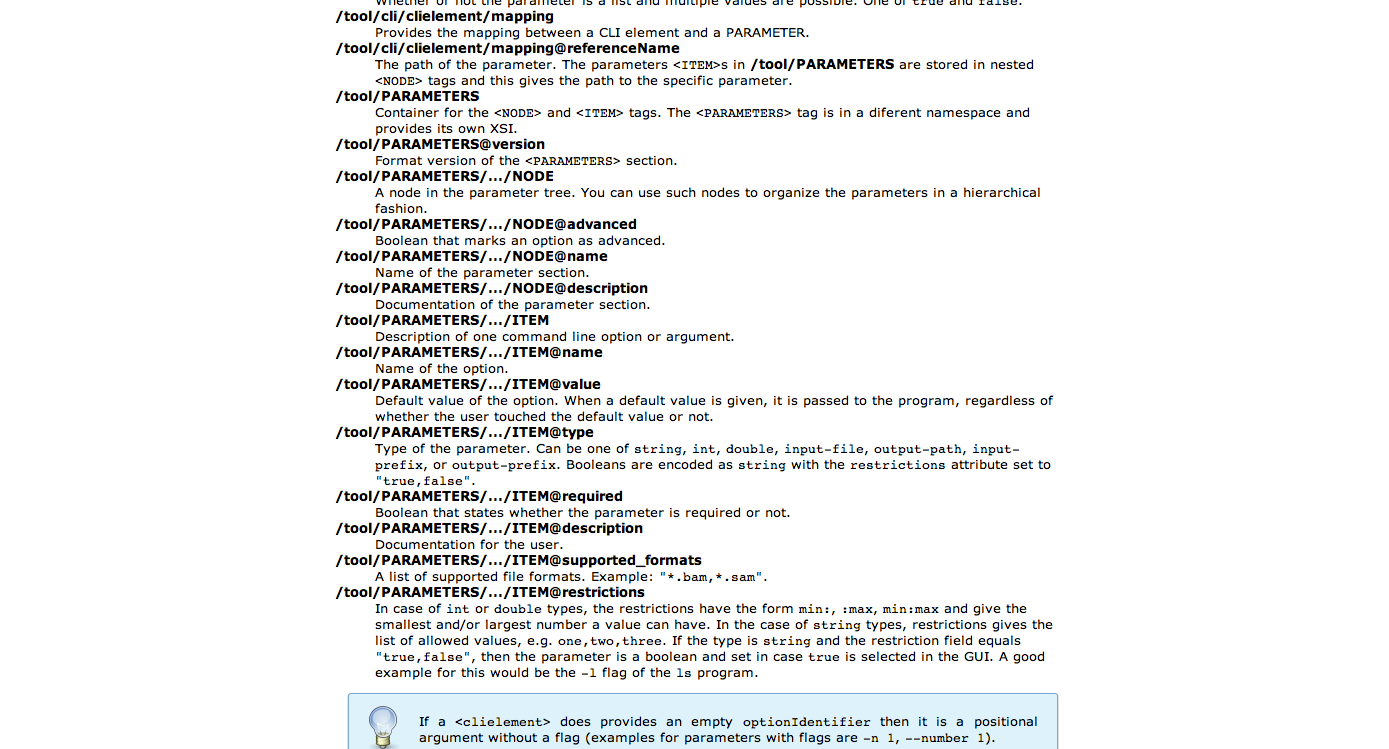 Whether or not the parameter is a list and multiple values are possible. One of true and false.
/tool/cli/clielement/mapping
Provides the mapping between a CLI element and a PARAMETER.
/tool/cli/clielement/mapping@referenceName
The path of the parameter. The parameters <ITEM>s in /tool/PARAMETERS are stored in nested
<NODE> tags and this gives the path to the specific parameter.
/tool/PARAMETERS
Container for the <NODE> and <ITEM> tags. The <PARAMETERS> tag is in a diferent namespace and
provides its own XSI.
/tool/PARAMETERS@version
Format version of the <PARAMETERS> section.
/tool/PARAMETERS/.../NODE
A node in the parameter tree. You can use such nodes to organize the parameters in a hierarchical
fashion.
/tool/PARAMETERS/.../NODE@advanced
Boolean that marks an option as advanced.
/tool/PARAMETERS/.../NODE@name
Name of the parameter section.
/tool/PARAMETERS/.../NODE@description
Documentation of the parameter section.
/tool/PARAMETERS/.../ITEM
Description of one command line option or argument.
/tool/PARAMETERS/.../ITEM@name
Name of the option.
/tool/PARAMETERS/.../ITEM@value
Default value of the option. When a default value is given, it is passed to the program, regardless of
whether the user touched the default value or not.
/tool/PARAMETERS/.../ITEM@type
Type of the parameter. Can be one of string, int, double, input-file, output-path, input-
prefix, or output-prefix. Booleans are encoded as string with the restrictions attribute set to
"true,false".
/tool/PARAMETERS/.../ITEM@required
Boolean that states whether the parameter is required or not.
/tool/PARAMETERS/.../ITEM@description
Documentation for the user.
/tool/PARAMETERS/.../ITEM@supported_formats
A list of supported file formats. Example: "*.bam,*.sam".
/tool/PARAMETERS/.../ITEM@restrictions
In case of int or double types, the restrictions have the form min:, :max, min:max and give the
smallest and/or largest number a value can have. In the case of string types, restrictions gives the
list of allowed values, e.g. one,two,three. If the type is string and the restriction field equals
"true,false", then the parameter is a boolean and set in case true is selected in the GUI. A good
example for this would be the -l flag of the ls program.
If a <clielement> does provides an empty optionIdentifier then it is a positional
argument without a flag (examples for parameters with flags are -n 1, --number 1).